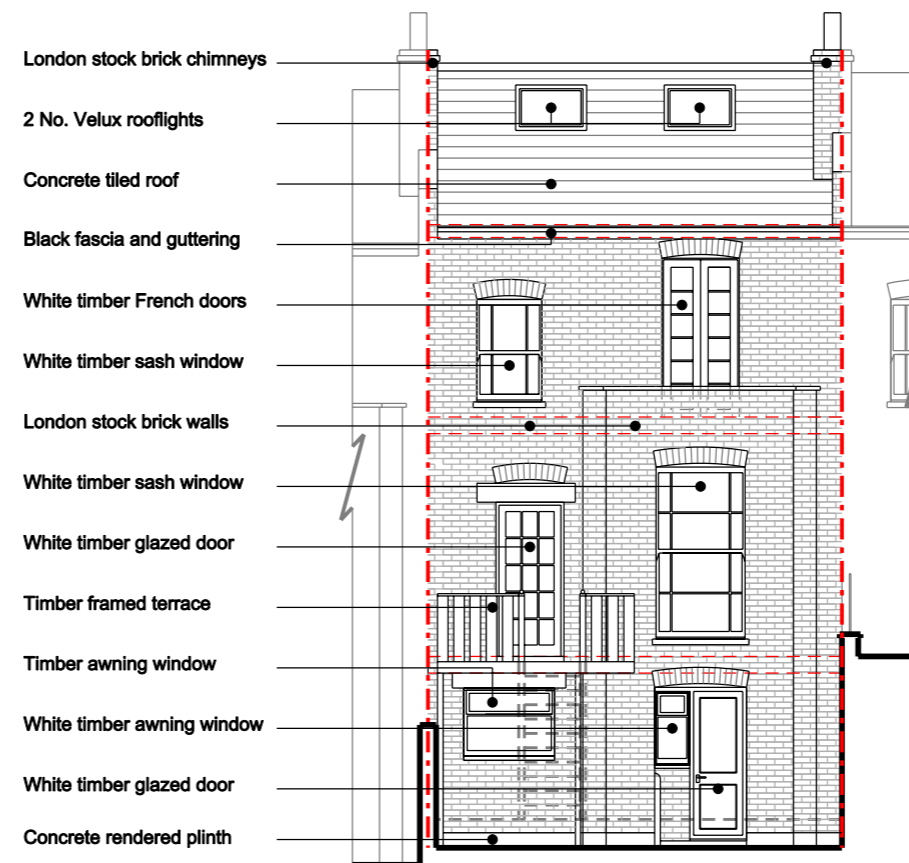 London stock brick chimneys
2 No. Velux rooflights
Concrete tiled roof
Black fascia and guttering
White timber French doors
White timber sash window
London stock brick walls
White timber sash window
White timber glazed door
Timber framed terrace
Timber awning window
White timber awning window
White timber glazed door
Concrete rendered plinth